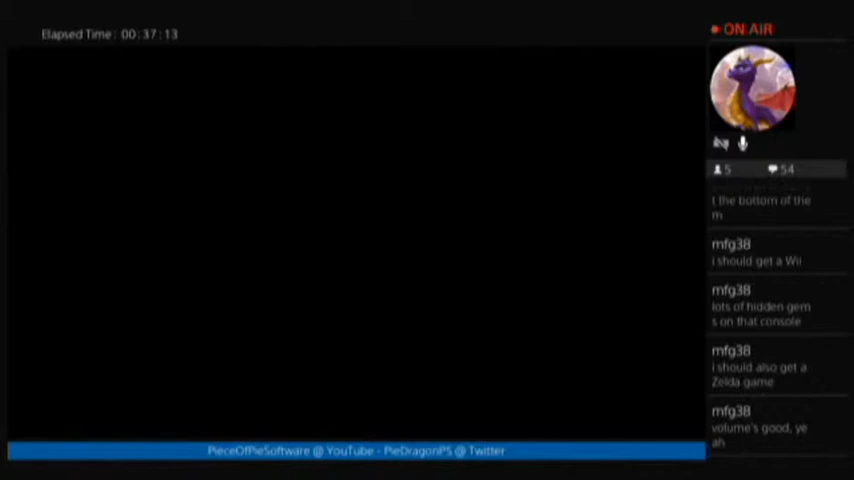 Elapsed Time : 00:37:13
ON AIR
5
54
t the bottom of the
m
mfg38
i should get a Wii
mfg38
lots of hidden gem
s on that console
mfg38
i should also get a
Zelda game
mfg38
volume's good, ye
ah
PieceOfPieSoftware @ YouTube - PieDragonPS @ Twitter